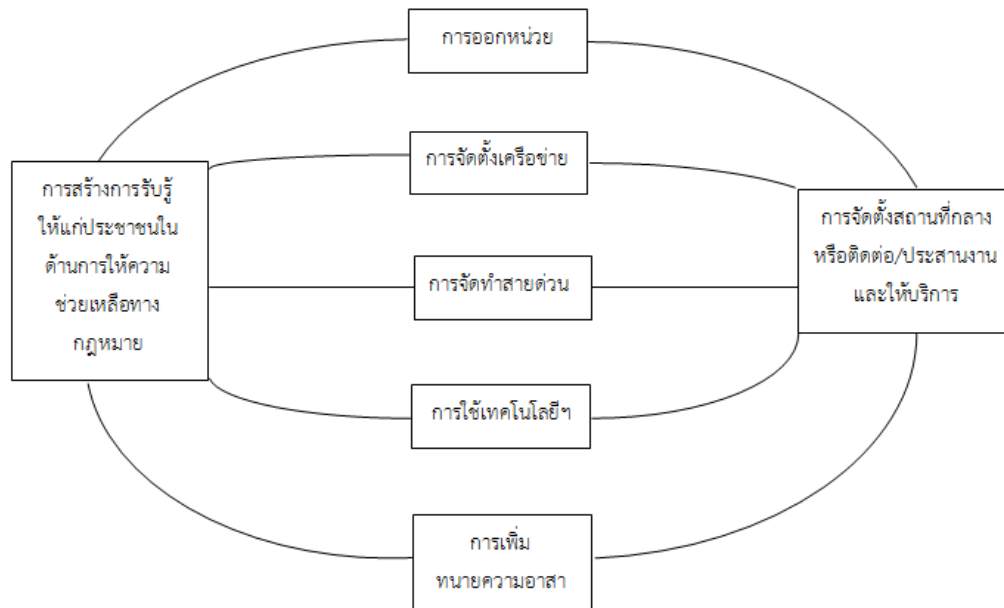 การออกหน่วย
การจัดตั้งเครือข่าย
การสร้างการรับรู้
ให้แก่ประชาชนใน
ด้านการให้ความ
ช่วยเหลือทาง
กฎหมาย
การจัดทำสายด่วน
การจัดตั้งสถานที่กลาง
หรือติดต่อ/ประสานงาน
และให้บริการ
การใช้เทคโนโลยีฯ
การเพิ่ม
ทนายความอาสา